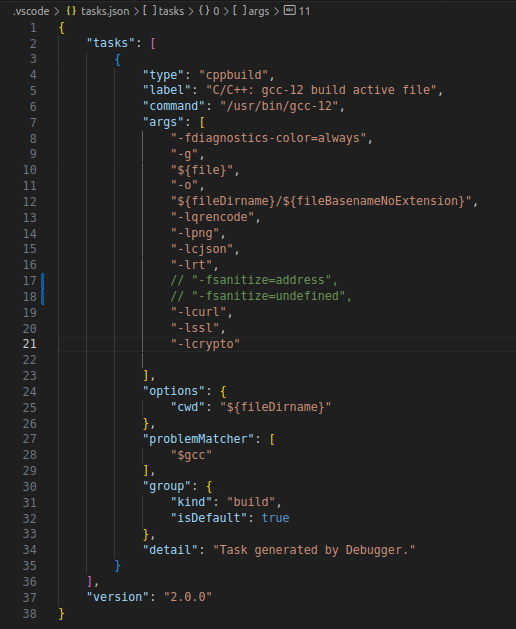 .vscode > {} tasks.json > [ ] tasks > {} 0 > [ ] args > abc 11
1 {
2     "tasks": [
3         {
4             "type": "cppbuild",
5             "label": "C/C++: gcc-12 build active file",
6             "command": "/usr/bin/gcc-12",
7             "args": [
8                 "-fdiagnostics-color=always",
9                 "-g",
10                 "${file}",
11                 "-o",
12                 "${fileDirname}/${fileBasenameNoExtension}",
13                 "-lqrencode",
14                 "-lpng",
15                 "-lcjson",
16                 "-lrt",
17                 // "-fsanitize=address",
18                 // "-fsanitize=undefined",
19                 "-lcurl",
20                 "-lssl",
21                 "-lcrypto"
22
23             ],
24             "options": {
25                 "cwd": "${fileDirname}"
26             },
27             "problemMatcher": [
28                 "$gcc"
29             ],
30             "group": {
31                 "kind": "build",
32                 "isDefault": true
33             },
34             "detail": "Task generated by Debugger."
35         }
36     ],
37     "version": "2.0.0"
38 }